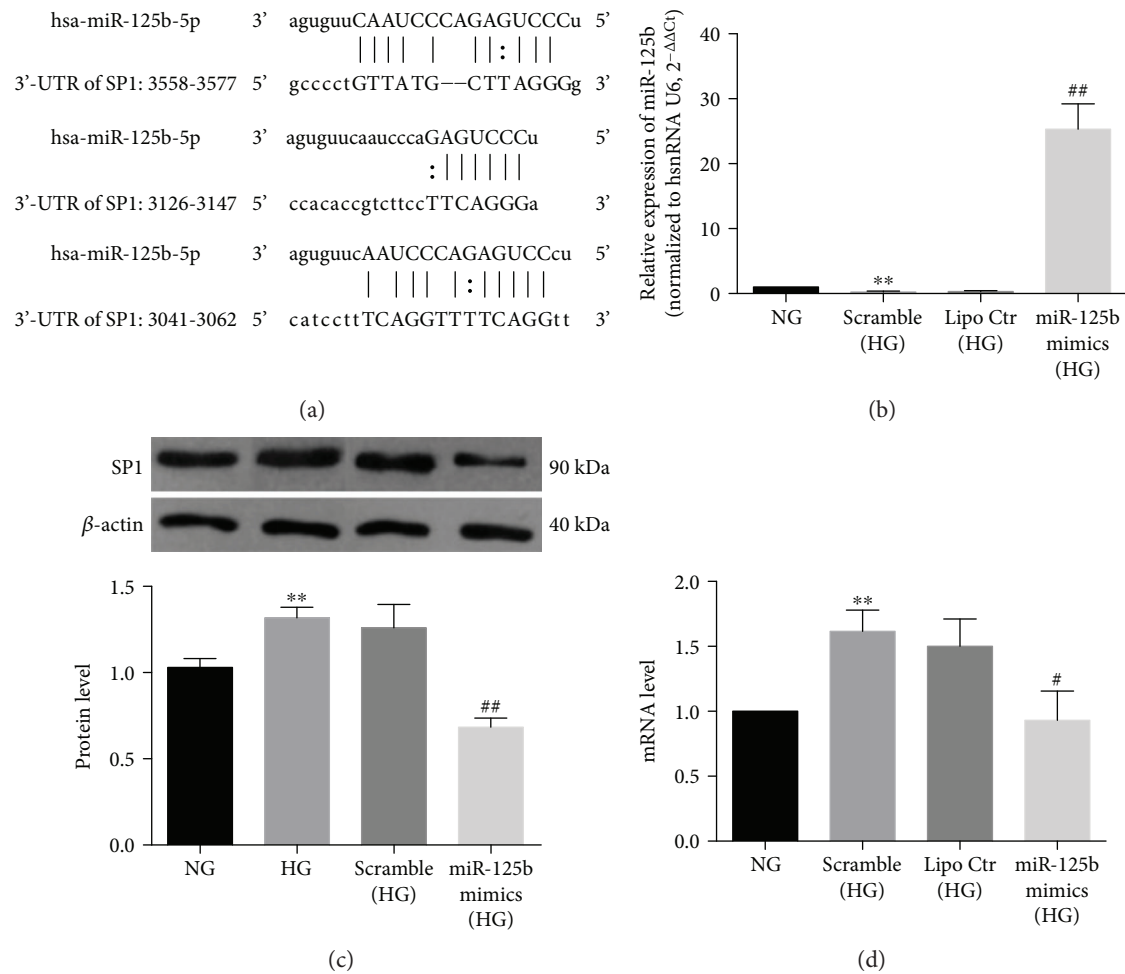 hsa-miR-125b-5p 3’ aguguuCAAUCCCAGAGUCCCu 5’
3’-UTR of SP1: 3558-3577 5’ gcccctGTTATG––CTTAGGGg 3’
hsa-miR-125b-5p 3’ aguguucaaucccaGAGUCCCu 5’
3’-UTR of SP1: 3126-3147 5’ ccacaccgtcttccTTCAGGGa 3’
hsa-miR-125b-5p 3’ aguguucAAUCCCAGAGUCCcu 5’
3’-UTR of SP1: 3041-3062 5’ catccttTCAGGTTTTCAGGtt 3’
(a)
Relative expression of miR-125b
(normalized to hsnRNA U6, 2−ΔΔCt)
40
30
20
10
0
**
##
NG Scramble Lipo Ctr miR-125b
(HG) (HG) mimics
(HG)
(b)
SP1 90 kDa
β-actin 40 kDa
Protein level
1.5
1.0
0.5
0.0
**
##
NG HG Scramble miR-125b
(HG) mimics
(HG)
(c)
mRNA level
2.0
1.5
1.0
0.5
0.0
**
#
NG Scramble Lipo Ctr miR-125b
(HG) (HG) mimics
(HG)
(d)